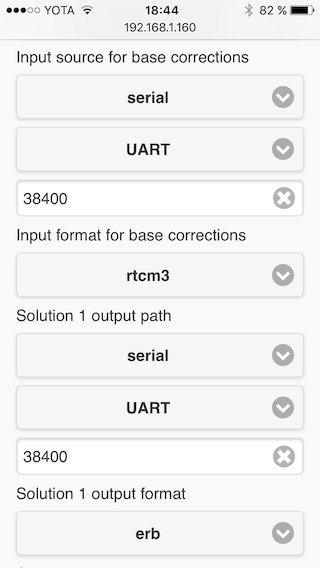 YOTA 18:44 82 %
192.168.1.160
Input source for base corrections
serial
UART
38400
Input format for base corrections
rtcm3
Solution 1 output path
serial
UART
38400
Solution 1 output format
erb